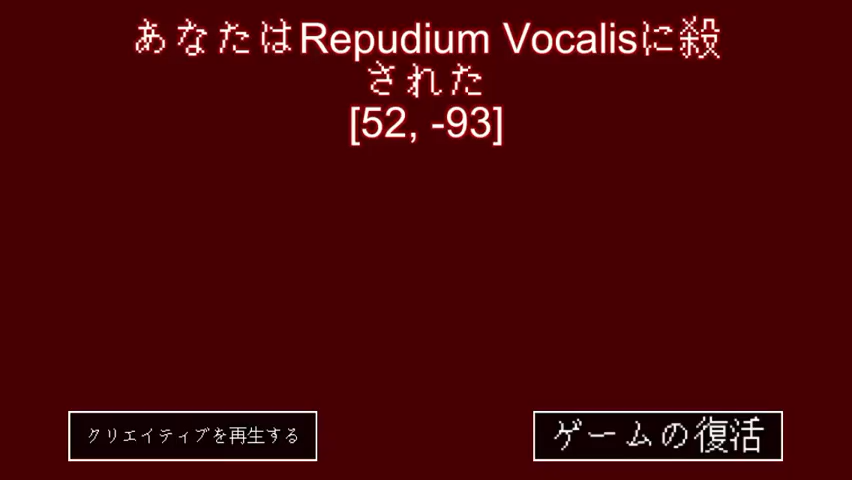 あなたはRepudium Vocalisに殺
された
[52, -93]
クリエイティブを再生する
ゲームの復活